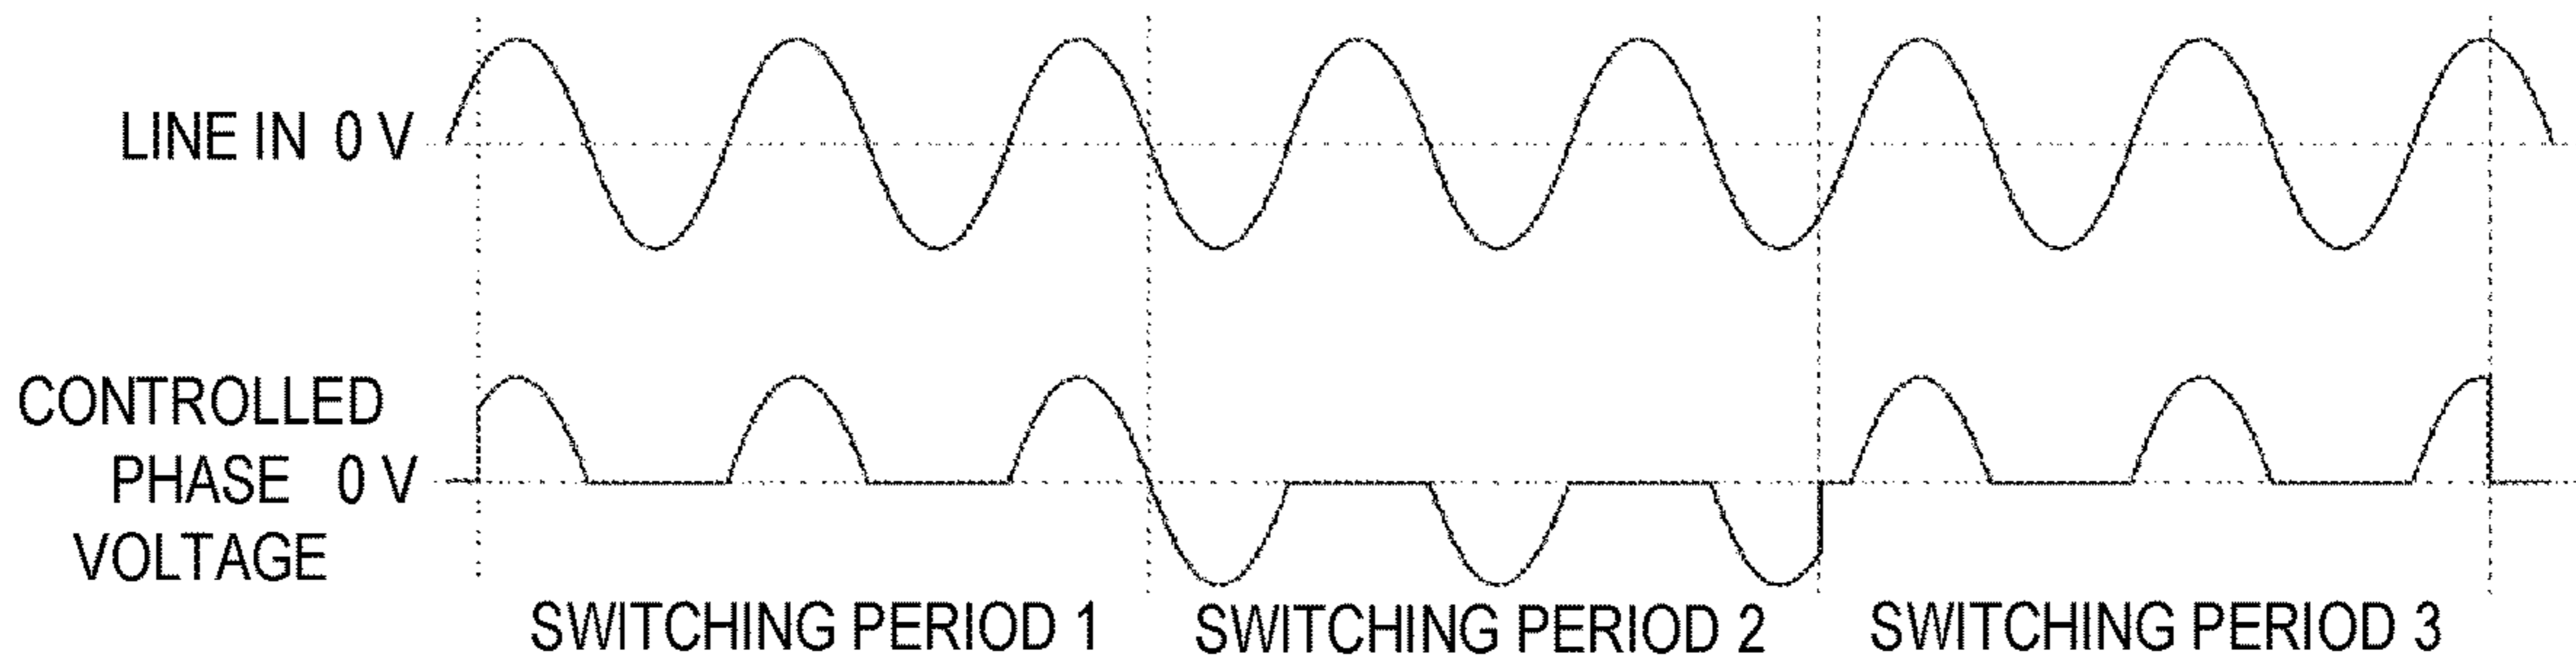 LINE IN 0 V
CONTROLLED
PHASE 0 V
VOLTAGE
SWITCHING PERIOD 1
SWITCHING PERIOD 2
SWITCHING PERIOD 3